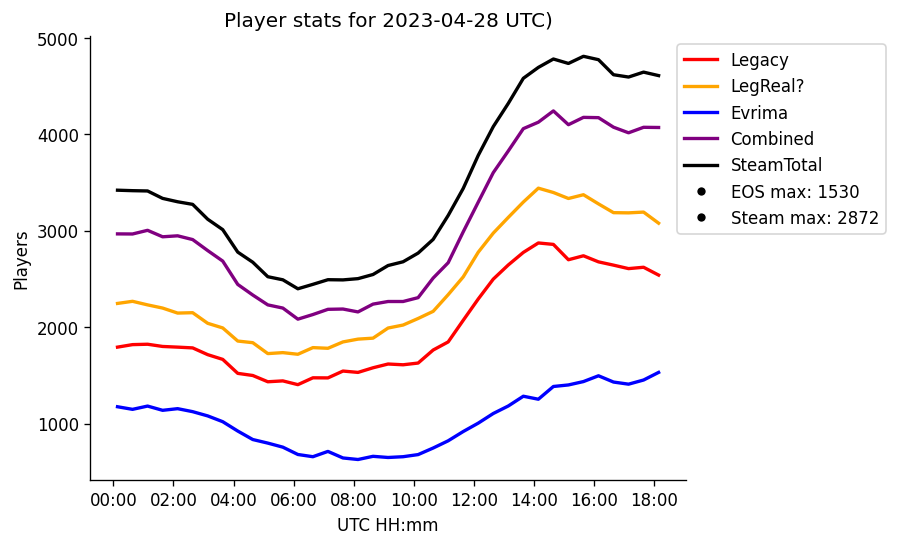 Player stats for 2023-04-28 UTC)
5000
4000
3000
2000
1000
Players
00:00 02:00 04:00 06:00 08:00 10:00 12:00 14:00 16:00 18:00
UTC HH:mm
Legacy
LegReal?
Evrima
Combined
SteamTotal
EOS max: 1530
Steam max: 2872